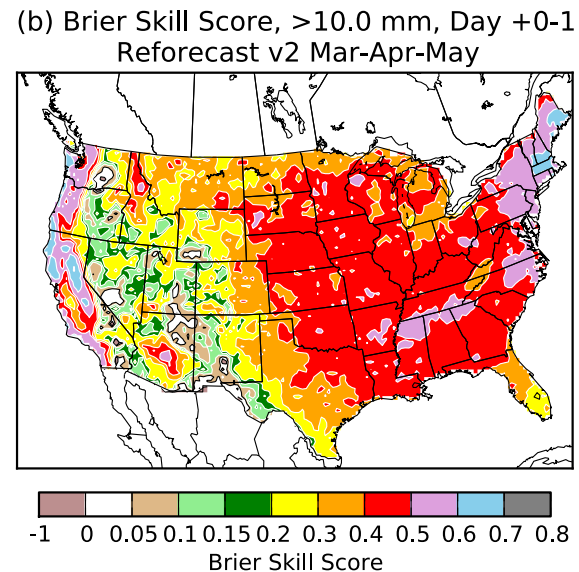 (b) Brier Skill Score, >10.0 mm, Day +0-1
Reforecast v2 Mar-Apr-May
-1 0 0.05 0.1 0.15 0.2 0.3 0.4 0.5 0.6 0.7 0.8
Brier Skill Score